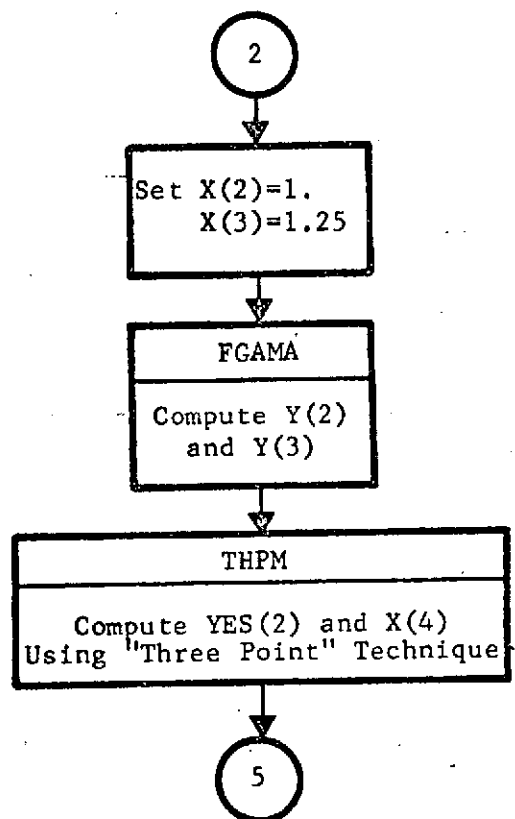 2
Set X(2)=1.
X(3)=1.25
FGAMA
Compute Y(2)
and Y(3)
THPM
Compute YES(2) and X(4)
Using "Three Point" Technique
5